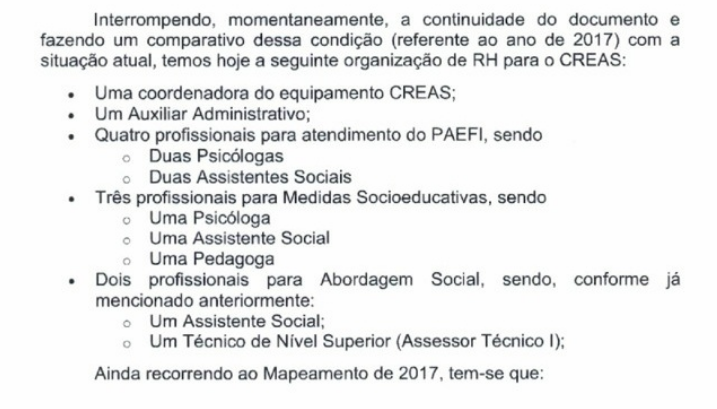 Interrompendo, momentaneamente, a continuidade do documento e
fazendo um comparativo dessa condição (referente ao ano de 2017) com a
situação atual, temos hoje a seguinte organização de RH para o CREAS:
• Uma coordenadora do equipamento CREAS;
• Um Auxiliar Administrativo;
• Quatro profissionais para atendimento do PAEFI, sendo
o Duas Psicólogas
o Duas Assistentes Sociais
• Três profissionais para Medidas Socioeducativas, sendo
o Uma Psicóloga
o Uma Assistente Social
o Uma Pedagoga
• Dois profissionais para Abordagem Social, sendo, conforme já
mencionado anteriormente:
o Um Assistente Social;
o Um Técnico de Nível Superior (Assessor Técnico I);
Ainda recorrendo ao Mapeamento de 2017, tem-se que: